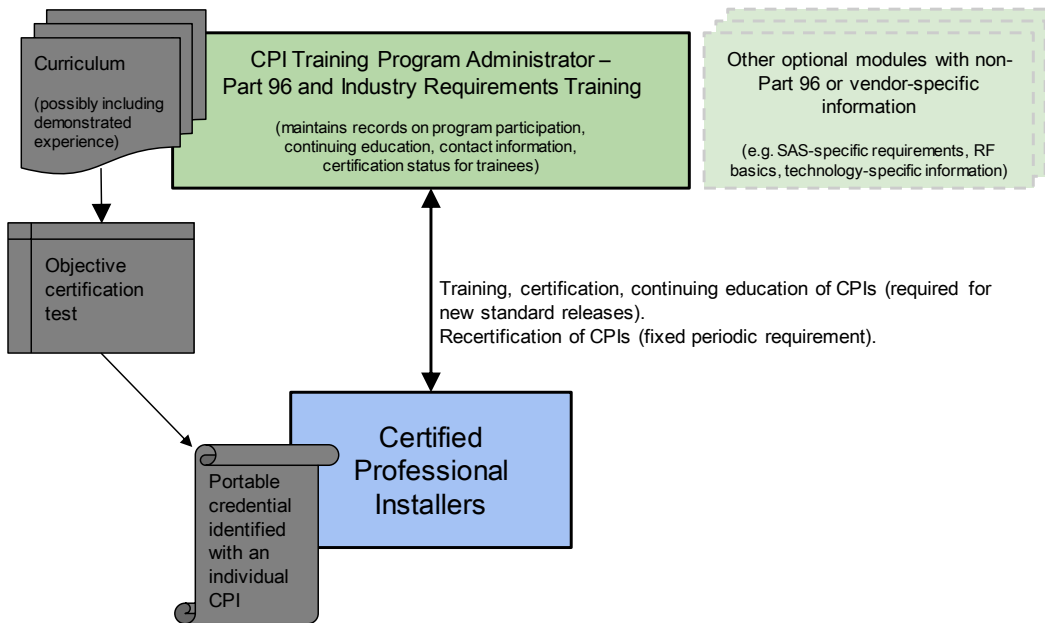 Curriculum
(possibly including
demonstrated
experience)
CPI Training Program Administrator –
Part 96 and Industry Requirements Training
(maintains records on program participation,
continuing education, contact information,
certification status for trainees)
Other optional modules with non-
Part 96 or vendor-specific
information
(e.g. SAS-specific requirements, RF
basics, technology-specific information)
Objective
certification
test
Training, certification, continuing education of CPIs (required for
new standard releases).
Recertification of CPIs (fixed periodic requirement).
Certified
Professional
Installers
Portable
credential
identified
with an
individual
CPI